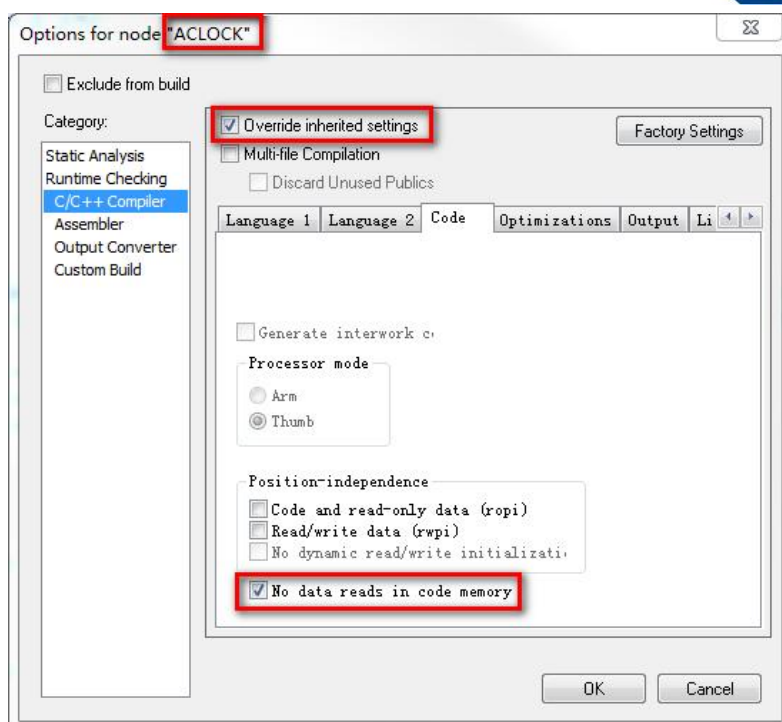 Options for node "ACLOCK"
Exclude from build
Category:
Static Analysis
Runtime Checking
C/C++ Compiler
Assembler
Output Converter
Custom Build
Override inherited settings
Factory Settings
Multi-file Compilation
Discard Unused Publics
Language 1 Language 2 Code Optimizations Output Li
Generate interwork c
Processor mode
Arm
Thumb
Position-independence
Code and read-only data (ropi)
Read/write data (rwpi)
No dynamic read/write initializati
No data reads in code memory
OK Cancel